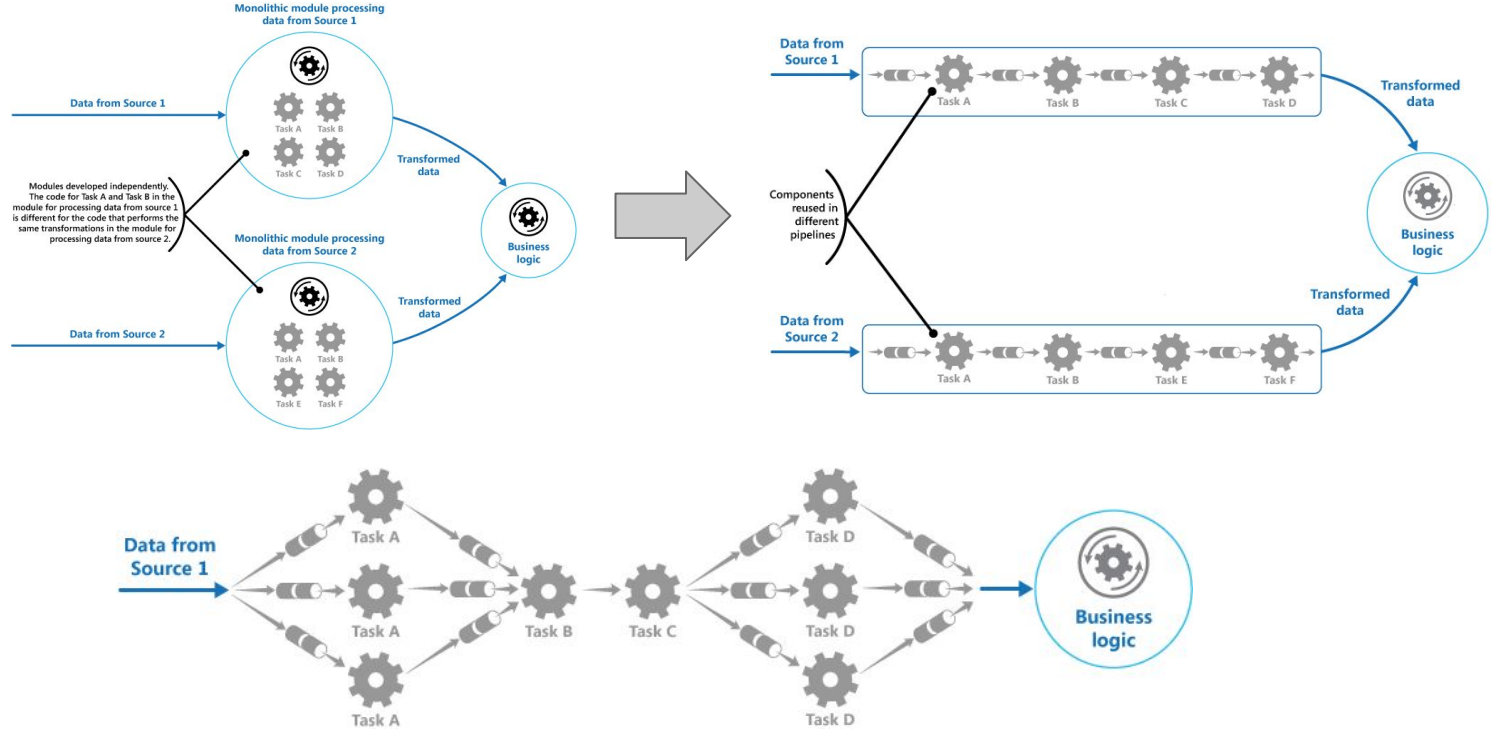 Monolithic module processing
data from Source 1
Data from Source 1
Task A
Task B
Task C
Task D
Transformed
data
Modules developed independently.
The code for Task A and Task B in the
module for processing data from source 1
is different for the code that performs the
same transformations in the module for
processing data from source 2.
Business
logic
Monolithic module processing
data from Source 2
Data from Source 2
Task A
Task B
Task E
Task F
Transformed
data
Data from
Source 1
Task A
Task B
Task C
Task D
Transformed
data
Components
reused in
different
pipelines
Business
logic
Transformed
data
Data from
Source 2
Task A
Task B
Task E
Task F
Data from
Source 1
Task A
Task A
Task A
Task B
Task C
Task D
Task D
Task D
Business
logic